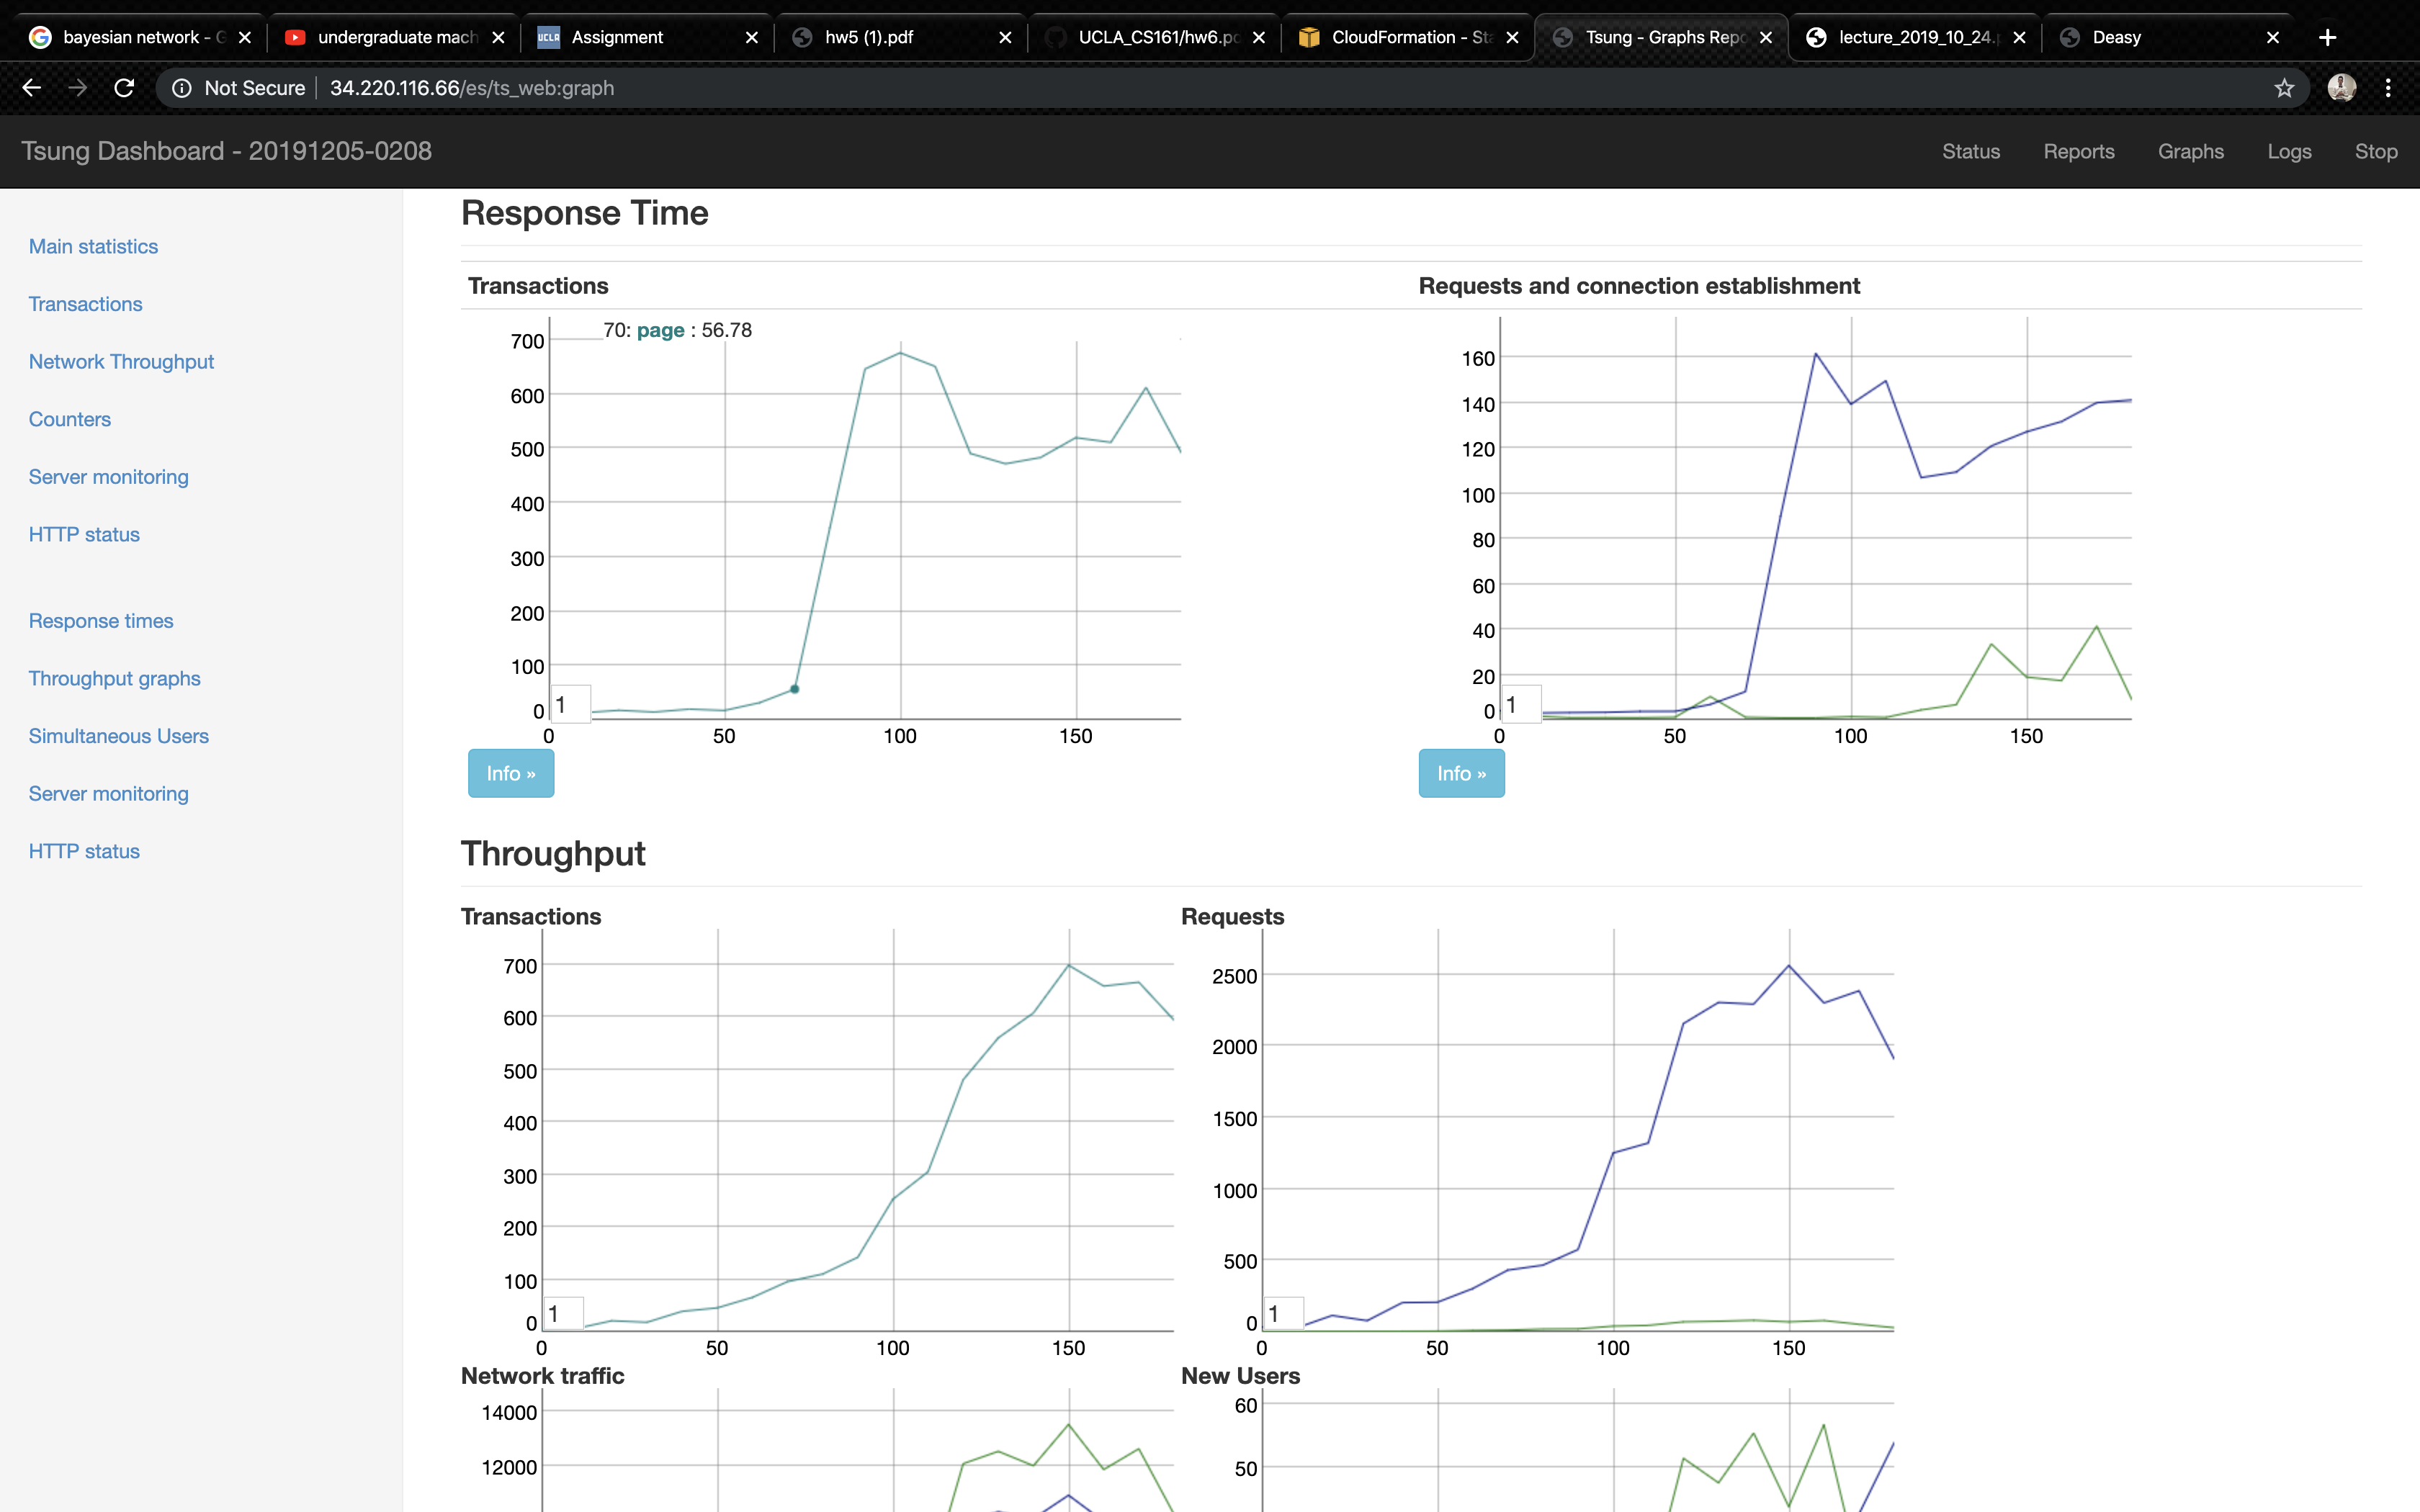 bayesian network - G
undergraduate mach
UCLA Assignment
hw5 (1).pdf
UCLA_CS161/hw6.pd
CloudFormation - Sta
Tsung - Graphs Repo
lecture_2019_10_24.
Deasy
Not Secure 34.220.116.66/es/ts_web:graph
Tsung Dashboard - 20191205-0208
Status Reports Graphs Logs Stop
Main statistics
Transactions
Network Throughput
Counters
Server monitoring
HTTP status
Response times
Throughput graphs
Simultaneous Users
Server monitoring
HTTP status
Response Time
Transactions
70: page : 56.78
700
600
500
400
300
200
100
0
1
0 50 100 150
Info »
Requests and connection establishment
160
140
120
100
80
60
40
20
0
1
0 50 100 150
Info »
Throughput
Transactions
700
600
500
400
300
200
100
0
1
0 50 100 150
Requests
2500
2000
1500
1000
500
0
1
0 50 100 150
Network traffic
14000
12000
New Users
60
50